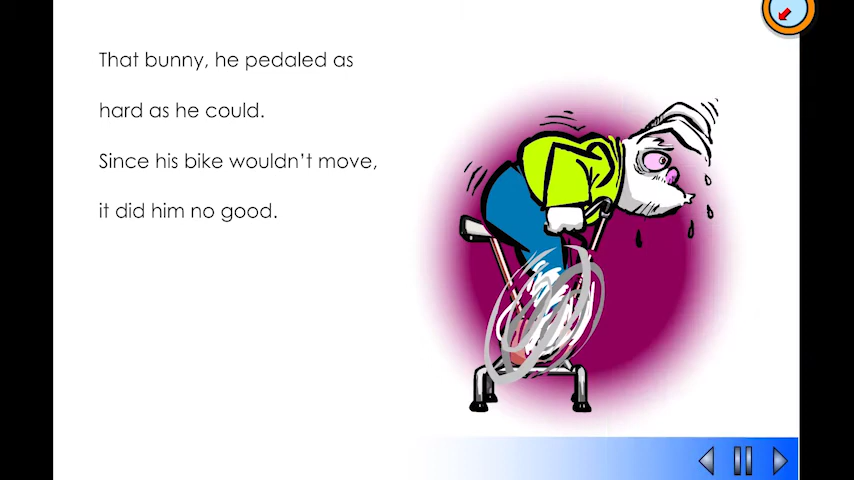 That bunny, he pedaled as
hard as he could.
Since his bike wouldn’t move,
it did him no good.